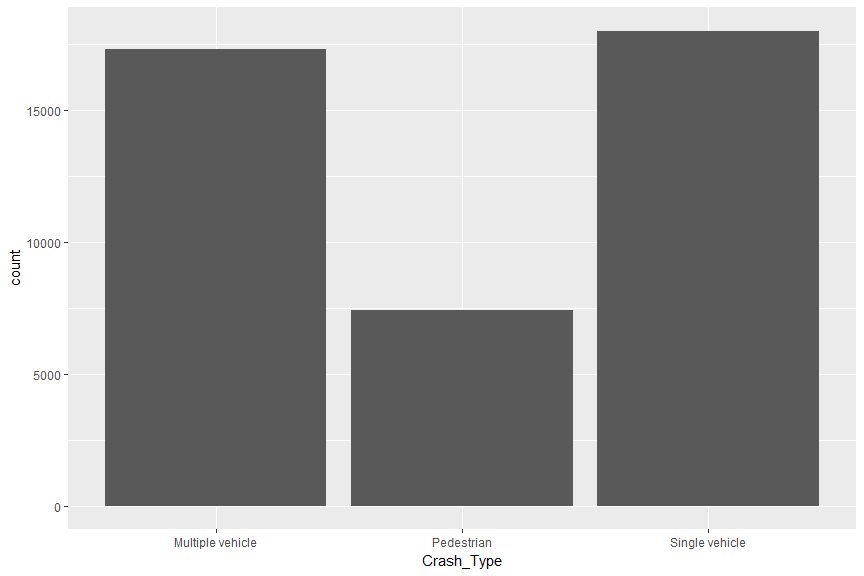 15000
10000
5000
0
count
Multiple vehicle
Pedestrian
Single vehicle
Crash_Type